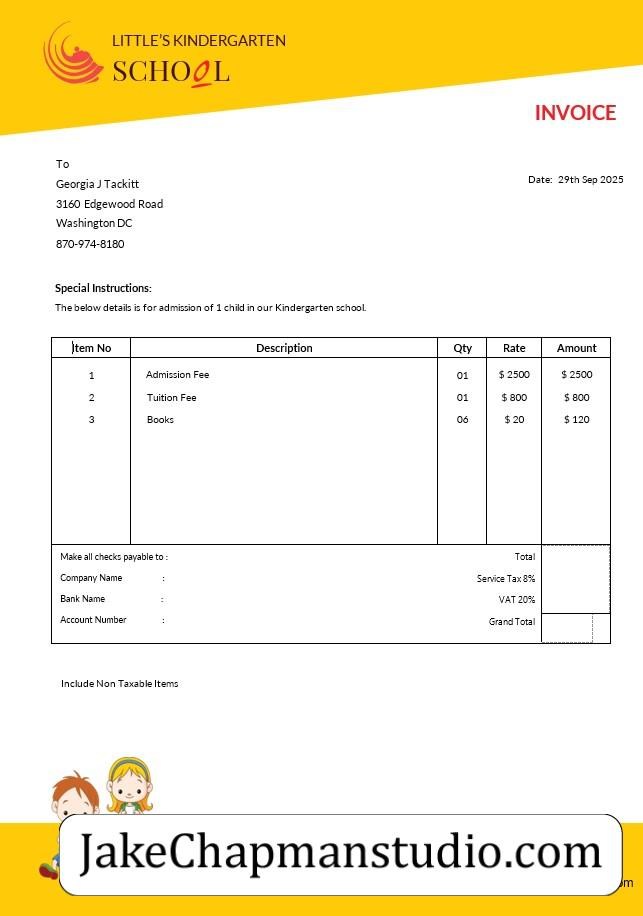 LITTLE'S KINDERGARTEN
SCHOOL
INVOICE
To
Georgia J Tackitt
Date: 29th Sep 2025
3160 Edgewood Road
Washington DC
870-974-8180
Special Instructions:
The below details is for admission of 1 child in our Kindergarten school.
Item No Description Qty Rate Amount
1 Admission Fee 01 $ 2500 $ 2500
2 Tuition Fee 01 $ 800 $ 800
3 Books 06 $ 20 $ 120
Make all checks payable to : Total
Company Name : Service Tax 8%
Bank Name : VAT 20%
Account Number : Grand Total
Include Non Taxable Items
JakeChapmanstudio.com